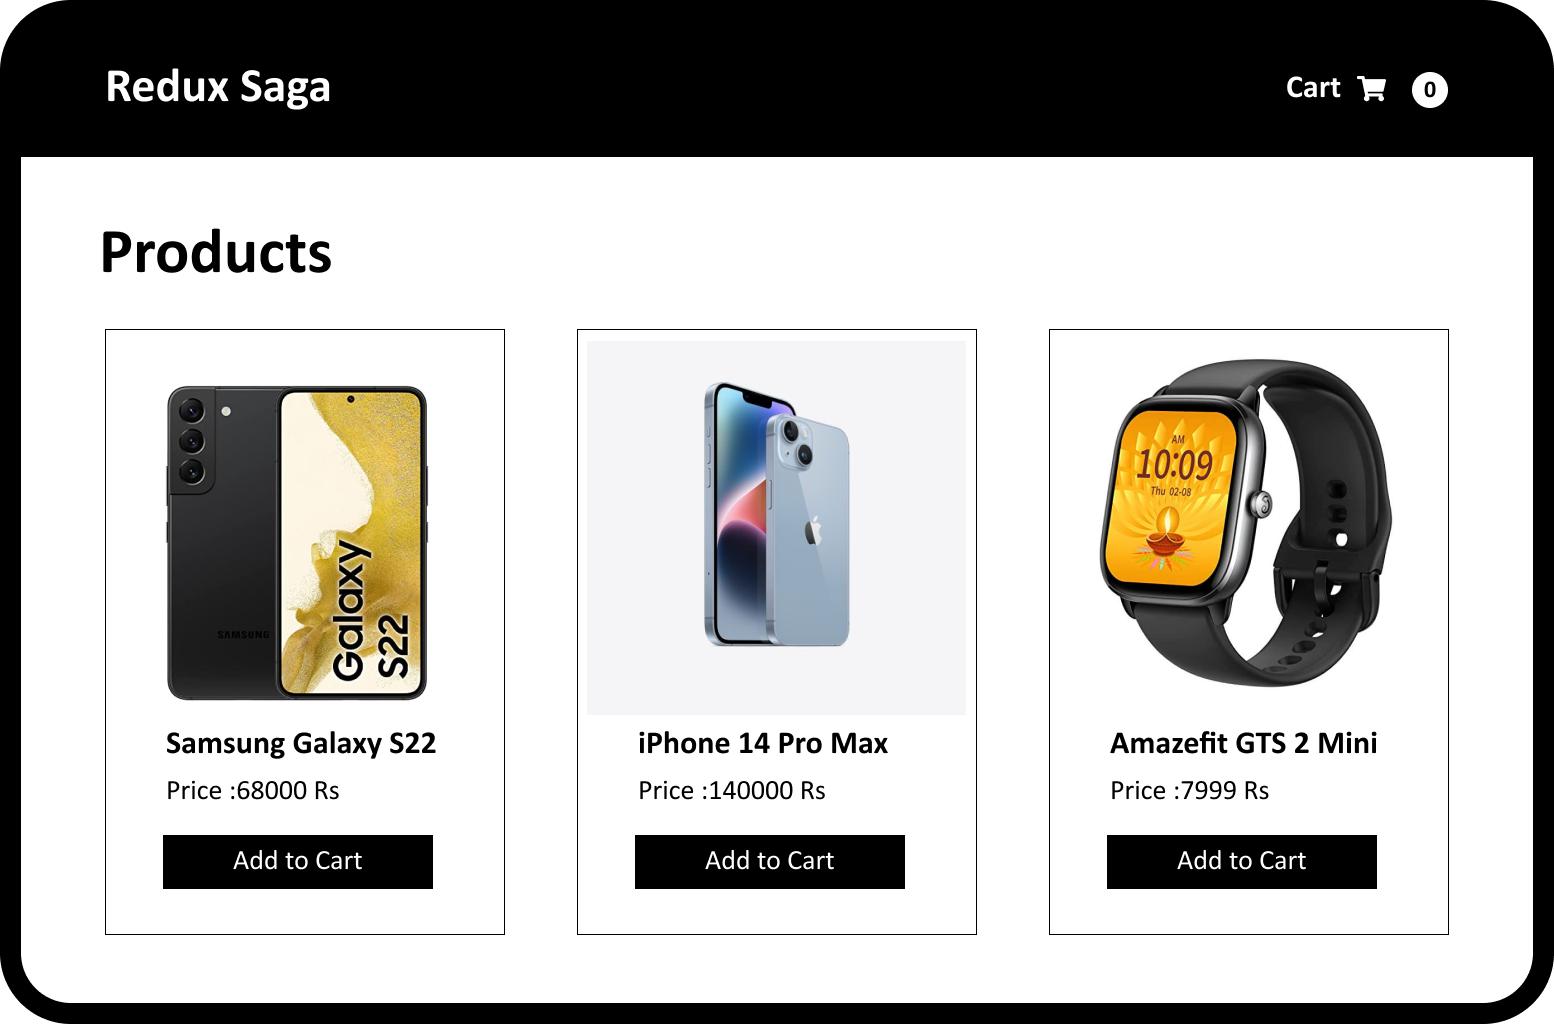 Redux Saga
Cart 0
Products
AM
10:09
Thu 02-08
SAMSUNG
Galaxy
S22
Samsung Galaxy S22
Price :68000 Rs
Add to Cart
iPhone 14 Pro Max
Price :140000 Rs
Add to Cart
Amazefit GTS 2 Mini
Price :7999 Rs
Add to Cart